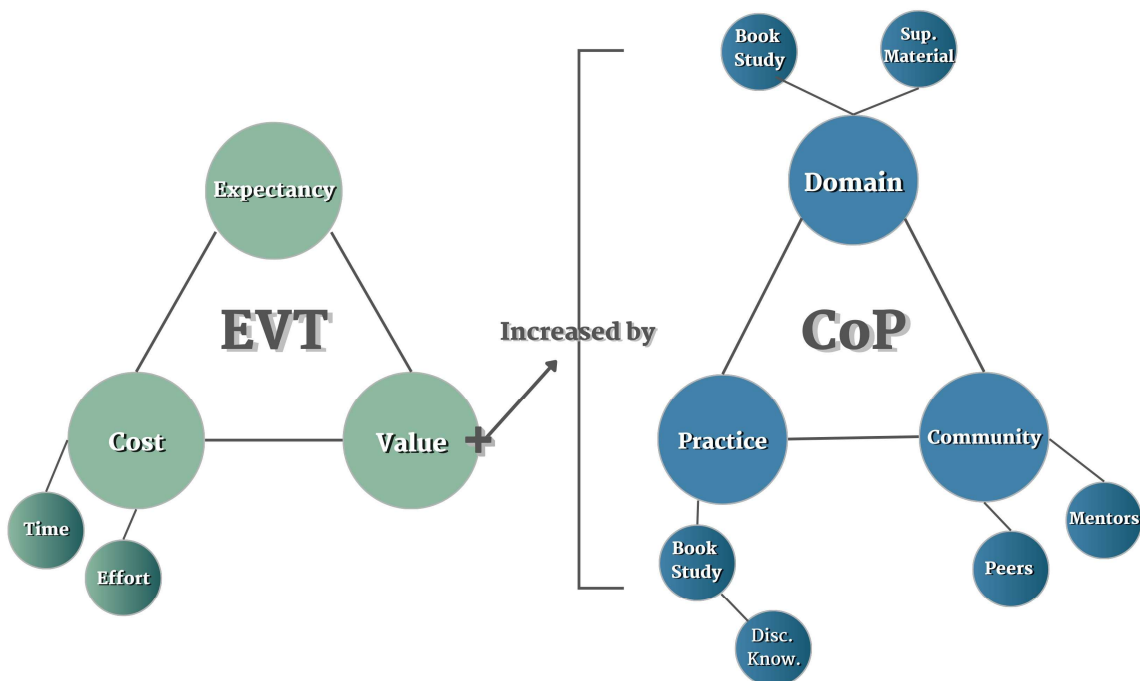 Expectancy
EVT
Cost
Value
+
Time
Effort
Increased by
Book
Study
Sup.
Material
Domain
CoP
Practice
Community
Book
Study
Disc.
Know.
Peers
Mentors